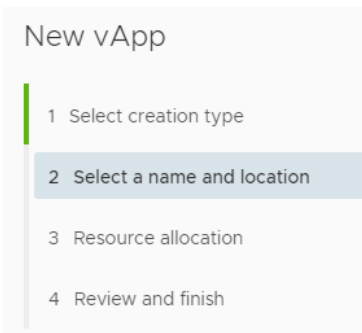 New vApp
1 Select creation type
2 Select a name and location
3 Resource allocation
4 Review and finish